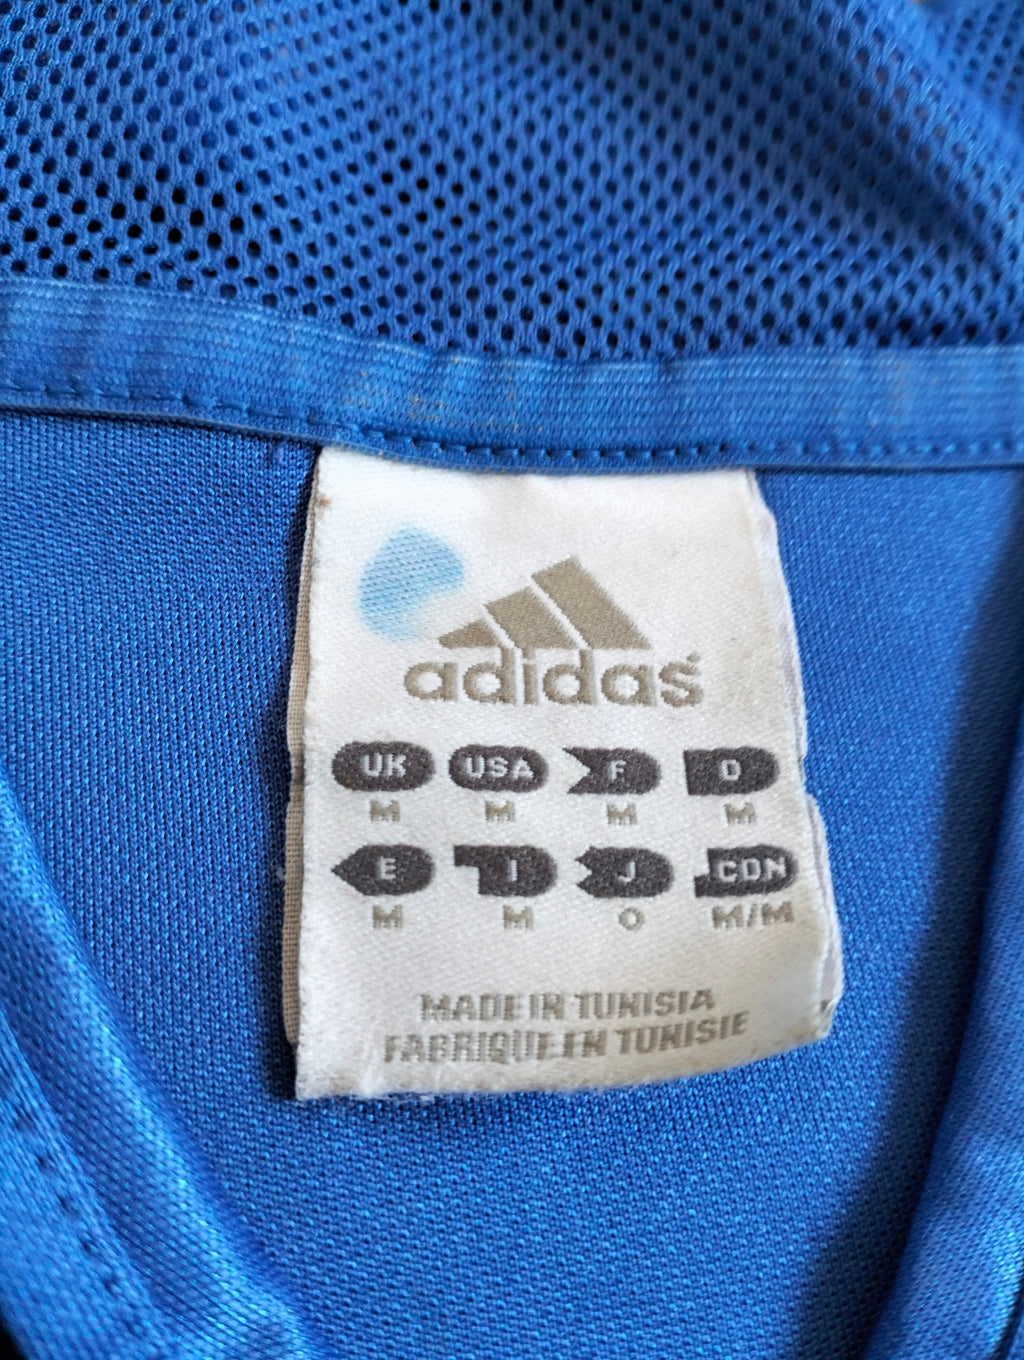 adidas
UK USA F D
M M M M
E I J CDN
M M O M/M
MADE IN TUNISIA
FABRIQUE EN TUNISIE